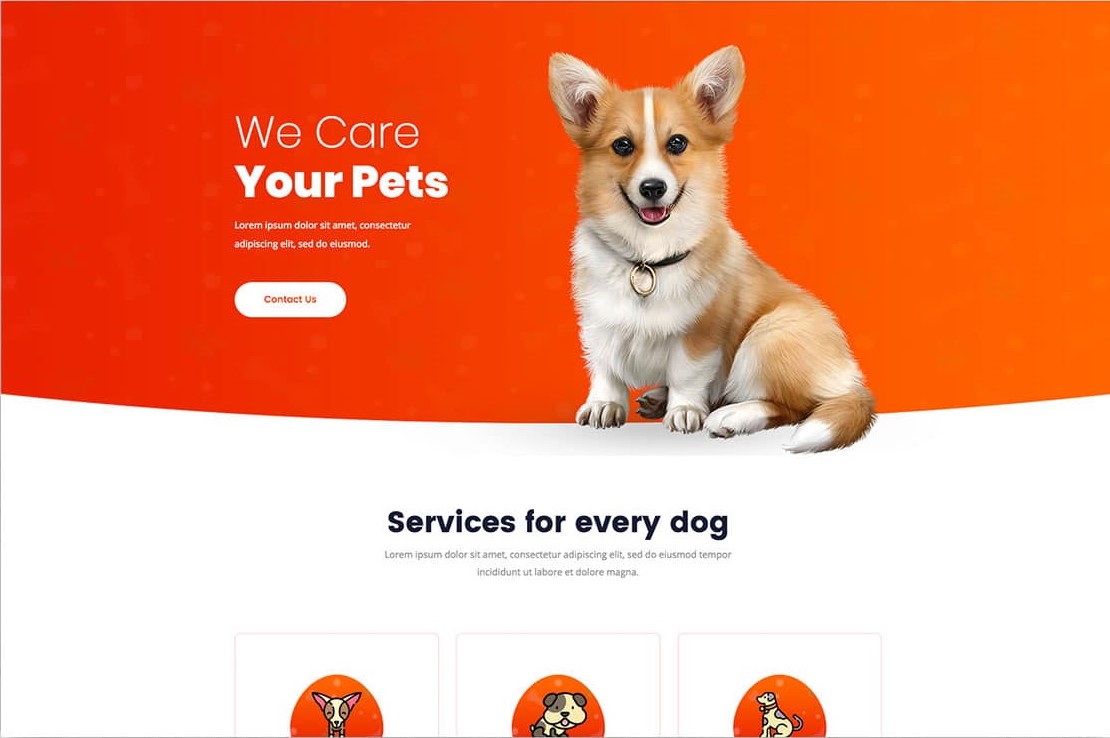 We Care
Your Pets
Lorem ipsum dolor sit amet, consectetur
adipiscing elit, sed do eiusmod.
Contact Us
Services for every dog
Lorem ipsum dolor sit amet, consectetur adipiscing elit, sed do eiusmod tempor
incididunt ut labore et dolore magna.